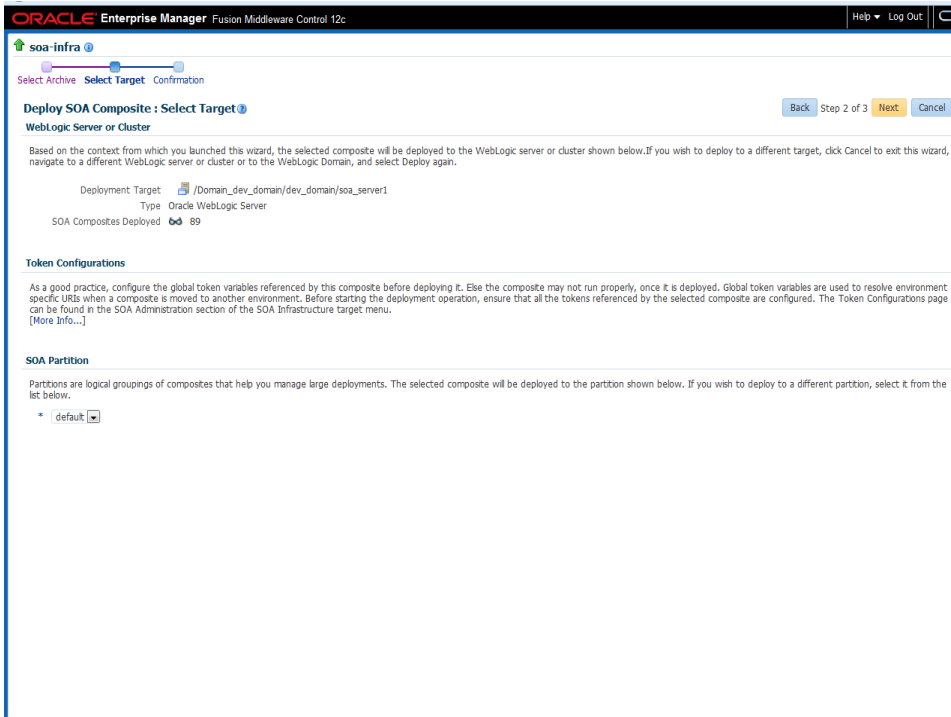 ORACLE Enterprise Manager Fusion Middleware Control 12c
Help Log Out
soa-infra
Select Archive Select Target Confirmation
Deploy SOA Composite : Select Target
Back Step 2 of 3 Next Cancel
WebLogic Server or Cluster
Based on the context from which you launched this wizard, the selected composite will be deployed to the WebLogic server or cluster shown below.If you wish to deploy to a different target, click Cancel to exit this wizard,
navigate to a different WebLogic server or cluster or to the WebLogic Domain, and select Deploy again.
Deployment Target /Domain_dev_domain/dev_domain/soa_server1
Type Oracle WebLogic Server
SOA Composites Deployed 89
Token Configurations
As a good practice, configure the global token variables referenced by this composite before deploying it. Else the composite may not run properly, once it is deployed. Global token variables are used to resolve environment
specific URIs when a composite is moved to another environment. Before starting the deployment operation, ensure that all the tokens referenced by the selected composite are configured. The Token Configurations page
can be found in the SOA Administration section of the SOA Infrastructure target menu.
[More Info...]
SOA Partition
Partitions are logical groupings of composites that help you manage large deployments. The selected composite will be deployed to the partition shown below. If you wish to deploy to a different partition, select it from the
list below.
* default